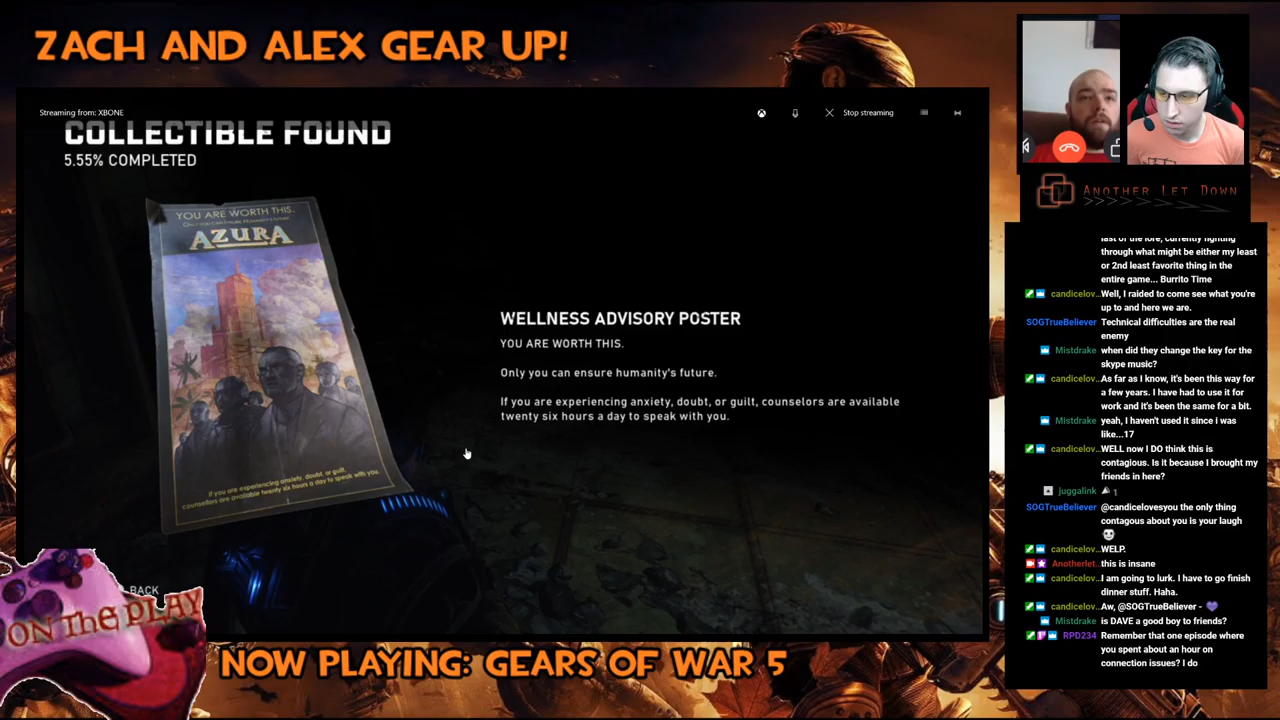 ZACH AND ALEX GEAR UP!
Streaming from: XBONE
Stop streaming
COLLECTIBLE FOUND
5.55% COMPLETED
YOU ARE WORTH THIS.
ONLY YOU CAN ENSURE HUMANITY'S FUTURE.
AZURA
If you are experiencing anxiety, doubt, or guilt,
counselors are available twenty six hours a day to speak with you.
WELLNESS ADVISORY POSTER
YOU ARE WORTH THIS.
Only you can ensure humanity's future.
If you are experiencing anxiety, doubt, or guilt, counselors are available
twenty six hours a day to speak with you.
BACK
ON THE PLAY
NOW PLAYING: GEARS OF WAR 5
ANOTHER LET DOWN
last of the lore, currently fighting
through what might be either my least
or 2nd least favorite thing in the
entire game... Burrito Time
candicelov... Well, I raided to come see what you're
up to and here we are.
SOGTrueBeliever Technical difficulties are the real
enemy
Mistdrake when did they change the key for the
skype music?
candicelov... As far as I know, it's been this way for
a few years. I have had to use it for
work and it's been the same for a bit.
Mistdrake yeah, I haven't used it since i was
like...17
candicelov... WELL now I DO think this is
contagious. Is it because I brought my
friends in here?
juggalink 1
SOGTrueBeliever @candicelovesyou the only thing
contagous about you is your laugh
candicelov... WELP.
Anotherlet... this is insane
candicelov... I am going to lurk. I have to go finish
dinner stuff. Haha.
candicelov... Aw, @SOGTrueBeliever -
Mistdrake is DAVE a good boy to friends?
RPD234 Remember that one episode where
you spent about an hour on
connection issues? I do